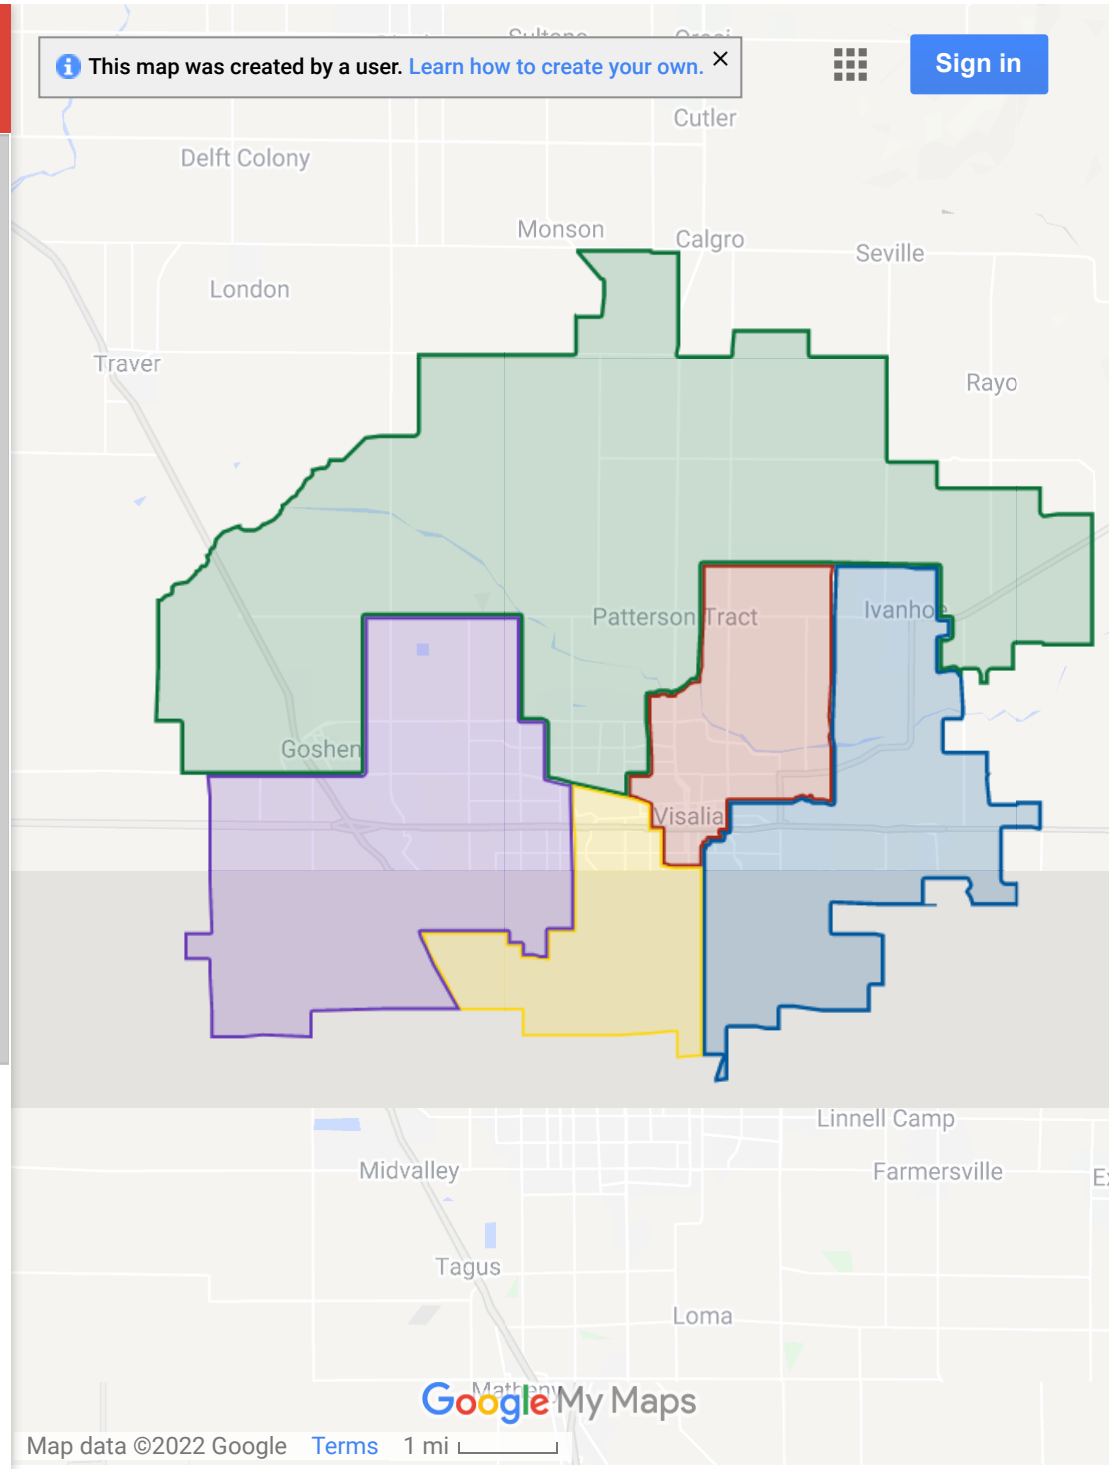 This map was created by a user. Learn how to create your own.
Sign in
Cutler
Delft Colony
Monson
Calgro
Seville
London
Traver
Rayo
Patterson Tract
Ivanhoe
Goshen
Visalia
Linnell Camp
Midvalley
Farmersville
Tagus
Loma
Matheny
Google My Maps
Map data ©2022 Google Terms 1 mi